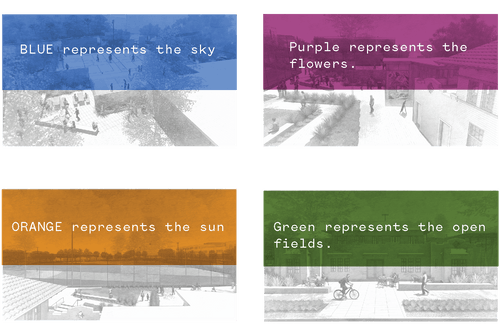 BLUE represents the sky
Purple represents the
flowers.
ORANGE represents the sun
Green represents the open
fields.